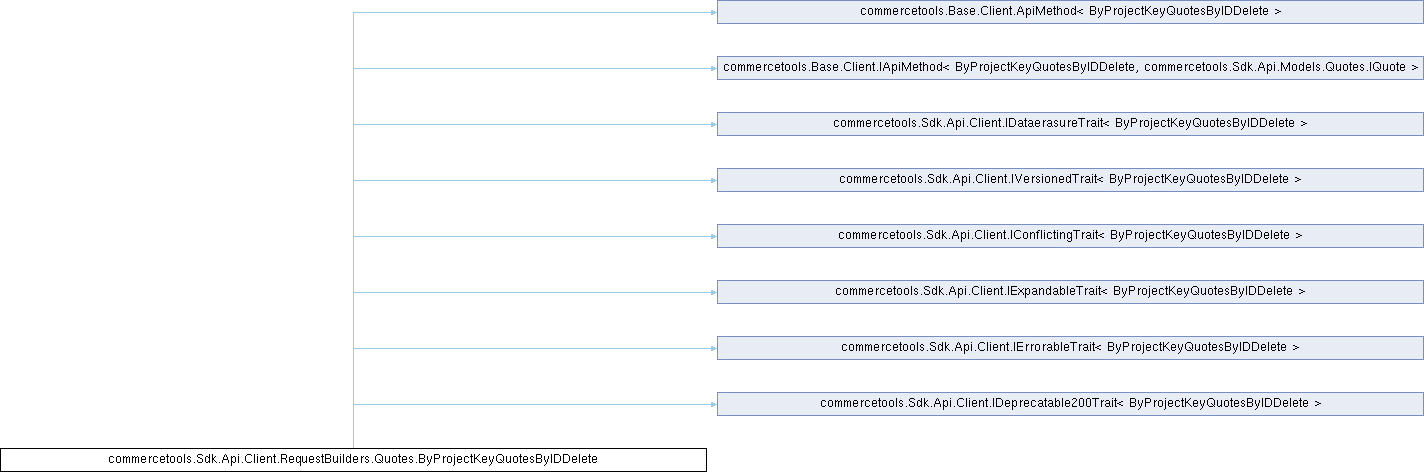 commercetools.Base.Client.ApiMethod< ByProjectKeyQuotesByIDDelete >
commercetools.Base.Client.IApiMethod< ByProjectKeyQuotesByIDDelete, commercetools.Sdk.Api.Models.Quotes.IQuote >
commercetools.Sdk.Api.Client.IDataerasureTrait< ByProjectKeyQuotesByIDDelete >
commercetools.Sdk.Api.Client.IVersionedTrait< ByProjectKeyQuotesByIDDelete >
commercetools.Sdk.Api.Client.IConflictingTrait< ByProjectKeyQuotesByIDDelete >
commercetools.Sdk.Api.Client.IExpandableTrait< ByProjectKeyQuotesByIDDelete >
commercetools.Sdk.Api.Client.IErrorableTrait< ByProjectKeyQuotesByIDDelete >
commercetools.Sdk.Api.Client.IDeprecatable200Trait< ByProjectKeyQuotesByIDDelete >
commercetools.Sdk.Api.Client.RequestBuilders.Quotes.ByProjectKeyQuotesByIDDelete